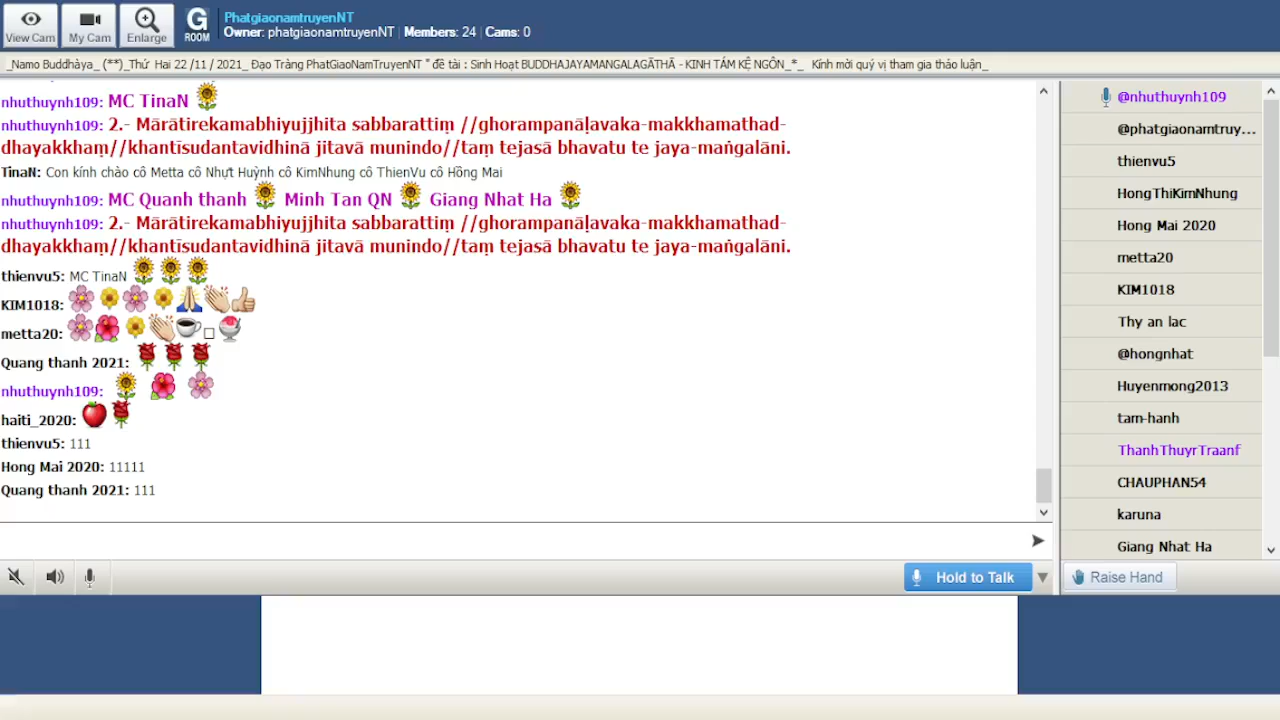 View Cam
My Cam
Enlarge
G ROOM
PhatgiaonamtruyenNT
Owner: phatgiaonamtruyenNT | Members: 24 | Cams: 0
_Namo Buddhàya_ (**)_Thứ Hai 22 /11 / 2021_ Đạo Tràng PhatGiaoNamTruyenNT " đề tài : Sinh Hoạt BUDDHAJAYAMANGALAGĀTHĀ - KINH TÁM KỆ NGÔN_*_ Kính mời quý vị tham gia thảo luận_
nhuthuynh109: MC TinaN
nhuthuynh109: 2.- Mārātirekamabhiyujjhita sabbarattiṃ //ghorampanāḷavaka-makkhamathad-
dhayakkhaṃ//khantīsudantavidhinā jitavā munindo//taṃ tejasā bhavatu te jaya-maṅgalāni.
TinaN: Con kính chào cô Metta cô Nhựt Huỳnh cô KimNhung cô ThienVu cô Hồng Mai
nhuthuynh109: MC Quanh thanh Minh Tan QN Giang Nhat Ha
nhuthuynh109: 2.- Mārātirekamabhiyujjhita sabbarattiṃ //ghorampanāḷavaka-makkhamathad-
dhayakkhaṃ//khantīsudantavidhinā jitavā munindo//taṃ tejasā bhavatu te jaya-maṅgalāni.
thienvu5: MC TinaN
KIM1018:
metta20:
Quang thanh 2021:
nhuthuynh109:
haiti_2020:
thienvu5: 111
Hong Mai 2020: 11111
Quang thanh 2021: 111
@nhuthuynh109
@phatgiaonamtruy...
thienvu5
HongThiKimNhung
Hong Mai 2020
metta20
KIM1018
Thy an lac
@hongnhat
Huyenmong2013
tam-hanh
ThanhThuyrTraanf
CHAUPHAN54
karuna
Giang Nhat Ha
Hold to Talk
Raise Hand